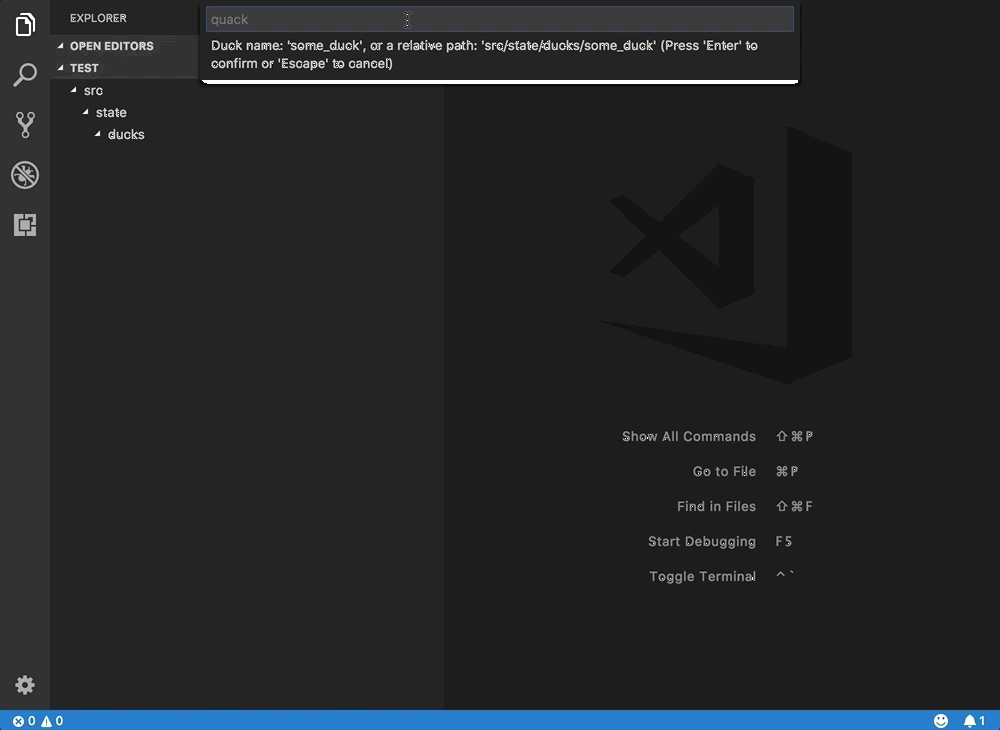 EXPLORER
quack
Duck name: 'some_duck', or a relative path: 'src/state/ducks/some_duck' (Press 'Enter' to
confirm or 'Escape' to cancel)
OPEN EDITORS
TEST
src
state
ducks
Show All Commands ⇧⌘P
Go to File ⌘P
Find in Files ⇧⌘F
Start Debugging F5
Toggle Terminal ^`
0 0 1